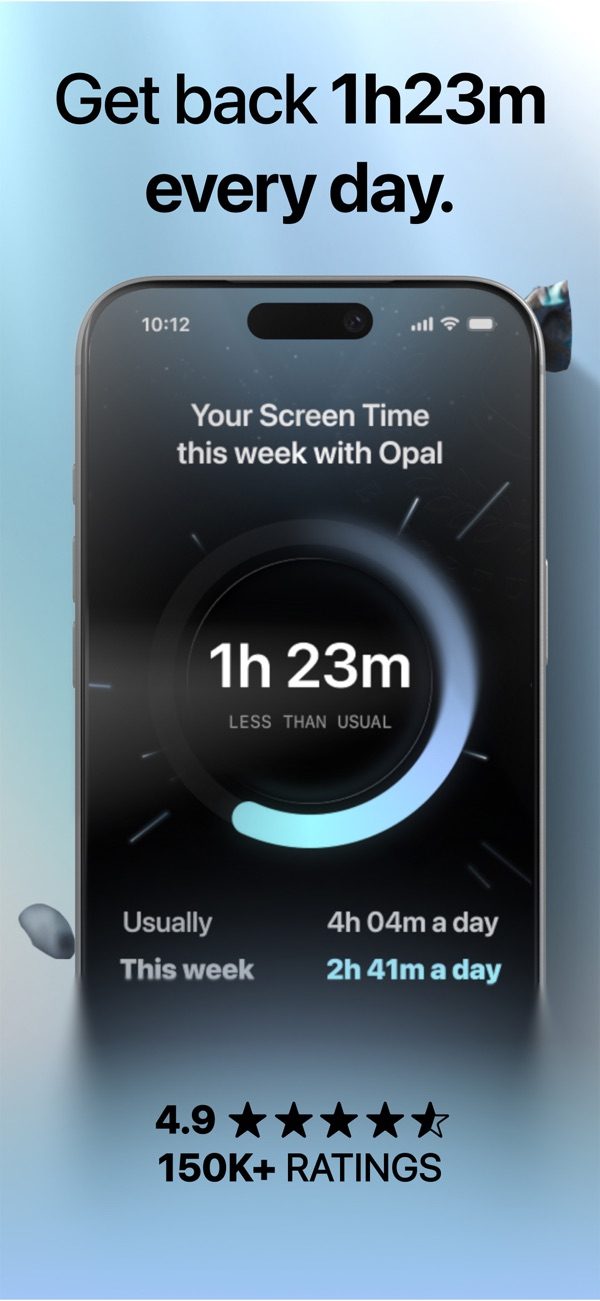 Get back 1h23m
every day.
10:12
Your Screen Time
this week with Opal
1h 23m
LESS THAN USUAL
Usually 4h 04m a day
This week 2h 41m a day
4.9
150K+ RATINGS